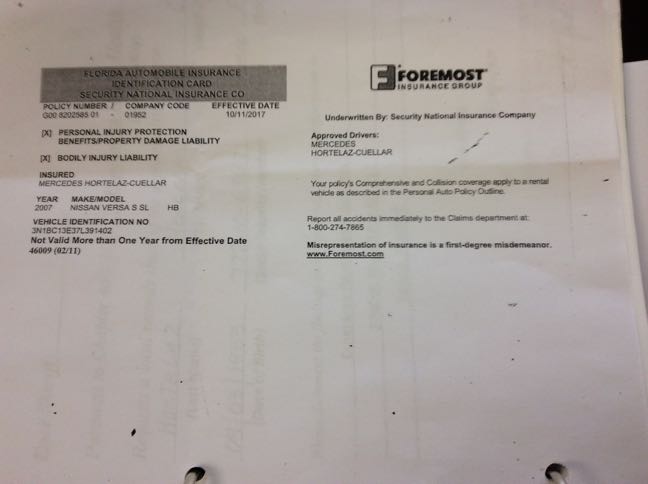 FLORIDA AUTOMOBILE INSURANCE
IDENTIFICATION CARD
SECURITY NATIONAL INSURANCE CO
POLICY NUMBER / COMPANY CODE EFFECTIVE DATE
G00 8202585 01 - 01952 10/11/2017
[X] PERSONAL INJURY PROTECTION
BENEFITS/PROPERTY DAMAGE LIABILITY
[X] BODILY INJURY LIABILITY
INSURED
MERCEDES HORTELAZ-CUELLAR
YEAR MAKE/MODEL
2007 NISSAN VERSA S SL HB
VEHICLE IDENTIFICATION NO
3N1BC13E37L391402
Not Valid More than One Year from Effective Date
46009 (02/11)
FOREMOST
INSURANCE GROUP
Underwritten By: Security National Insurance Company
Approved Drivers:
MERCEDES
HORTELAZ-CUELLAR
Your policy's Comprehensive and Collision coverage apply to a rental
vehicle as described in the Personal Auto Policy Outline.
Report all accidents immediately to the Claims department at:
1-800-274-7865
Misrepresentation of insurance is a first-degree misdemeanor.
www.Foremost.com